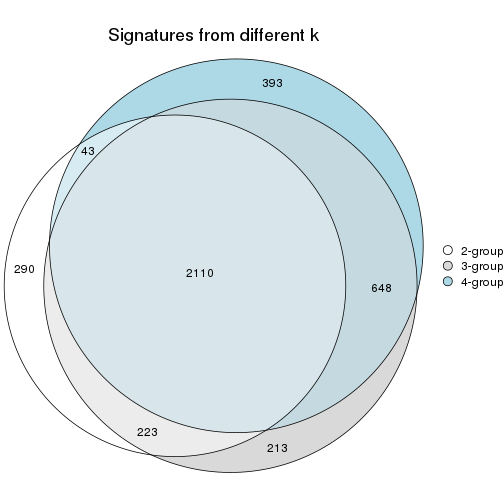 Signatures from different k
393
43
290
2110
648
223
213
2-group
3-group
4-group